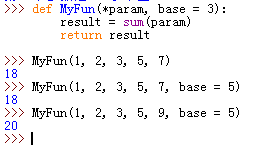 >>> def MyFun(*param, base = 3):
        result = sum(param)
        return result
>>> MyFun(1, 2, 3, 5, 7)
18
>>> MyFun(1, 2, 3, 5, 7, base = 5)
18
>>> MyFun(1, 2, 3, 5, 9, base = 5)
20
>>>